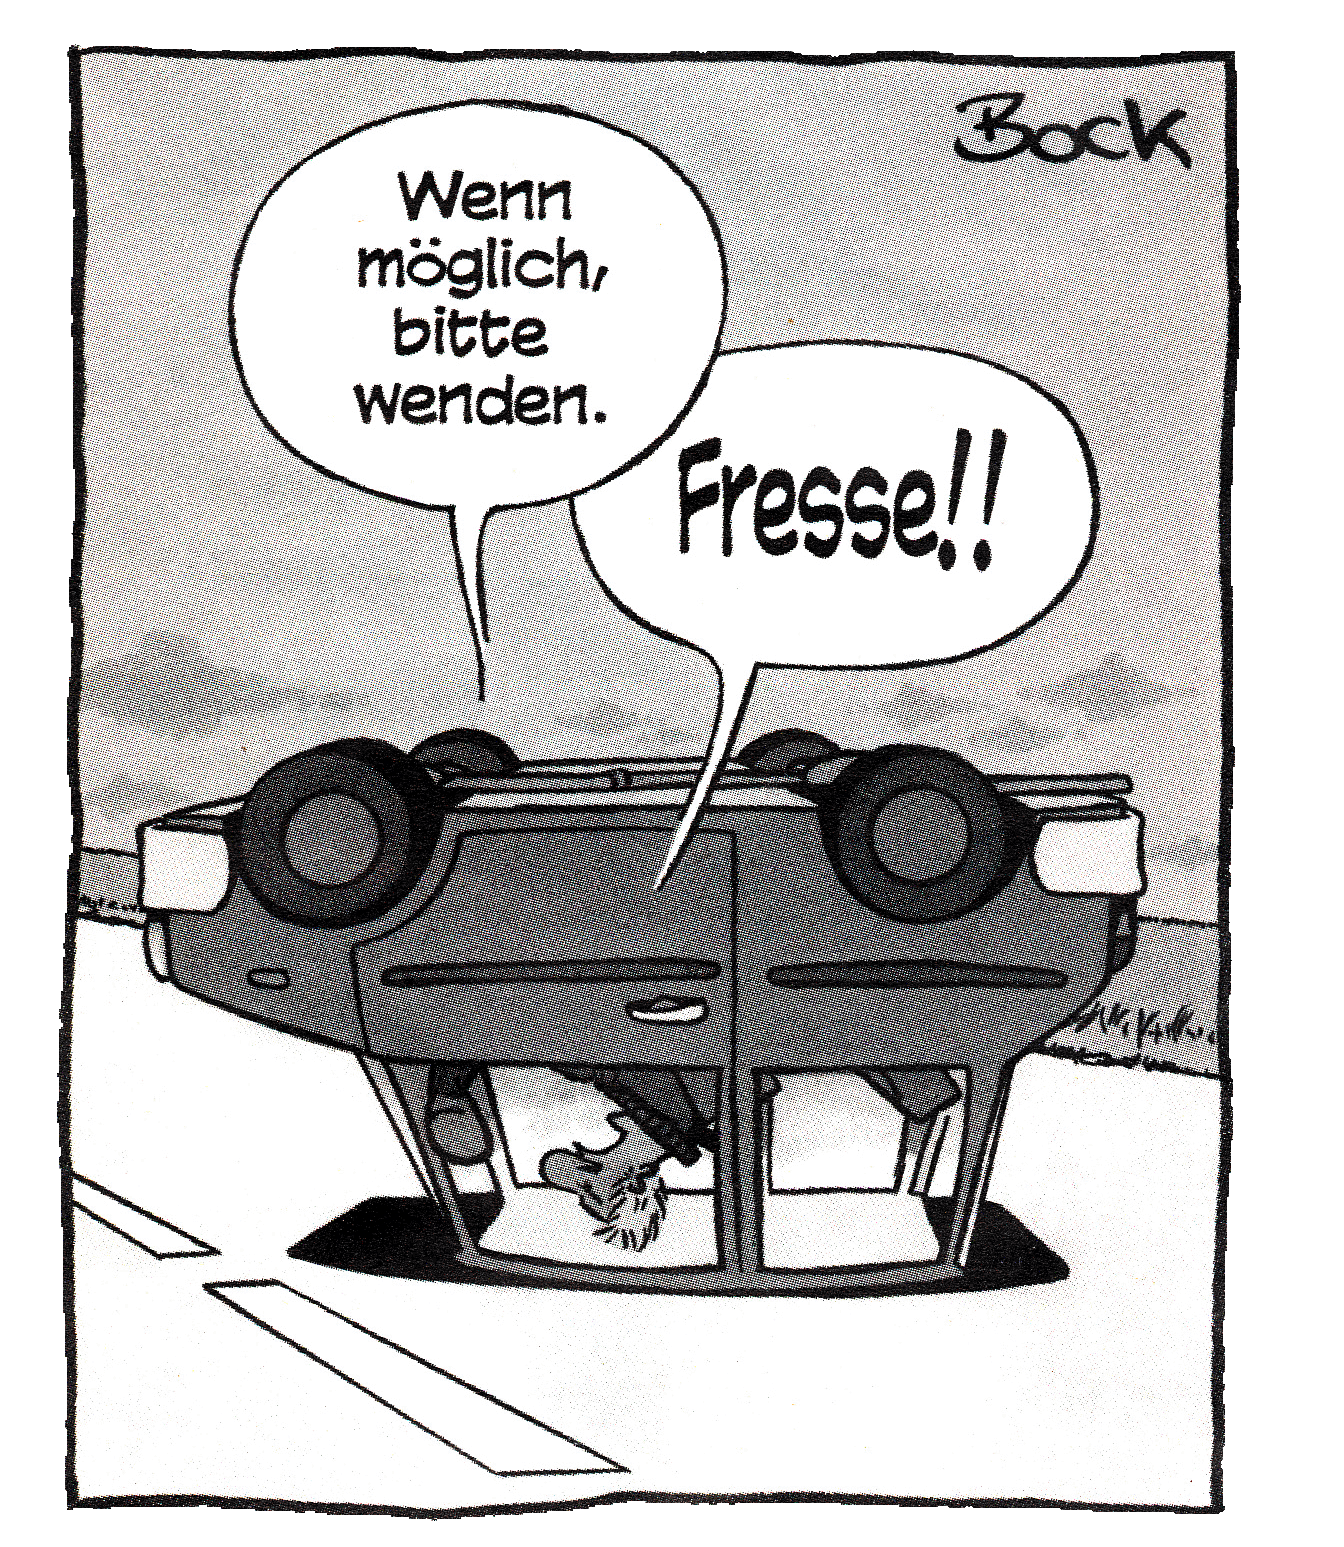 Bock
Wenn
möglich,
bitte
wenden.
Fresse!!